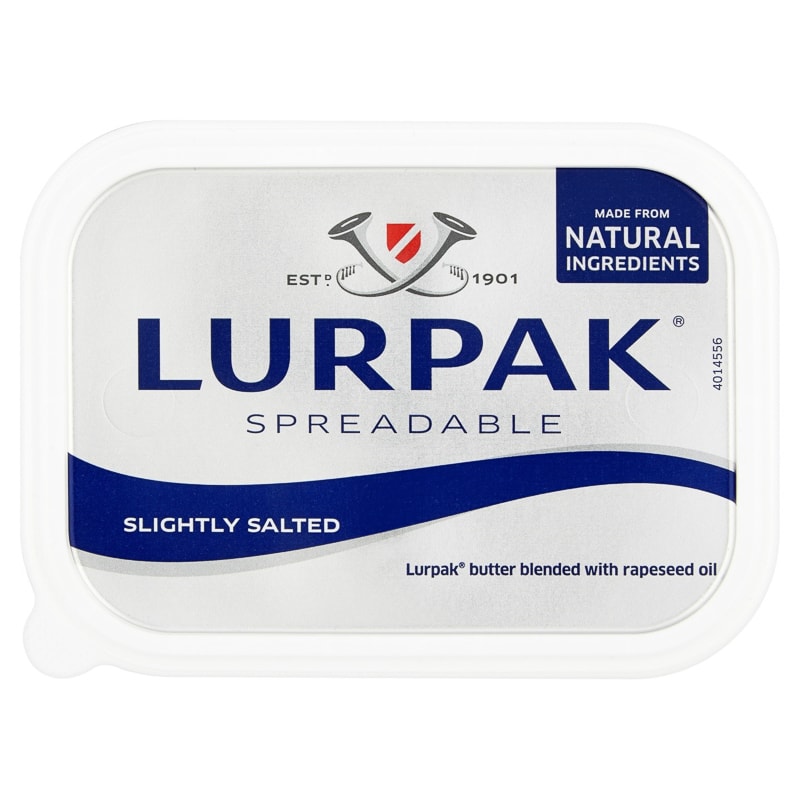 MADE FROM
NATURAL
INGREDIENTS
ESTD. 1901
LURPAK®
SPREADABLE
4014556
SLIGHTLY SALTED
Lurpak® butter blended with rapeseed oil